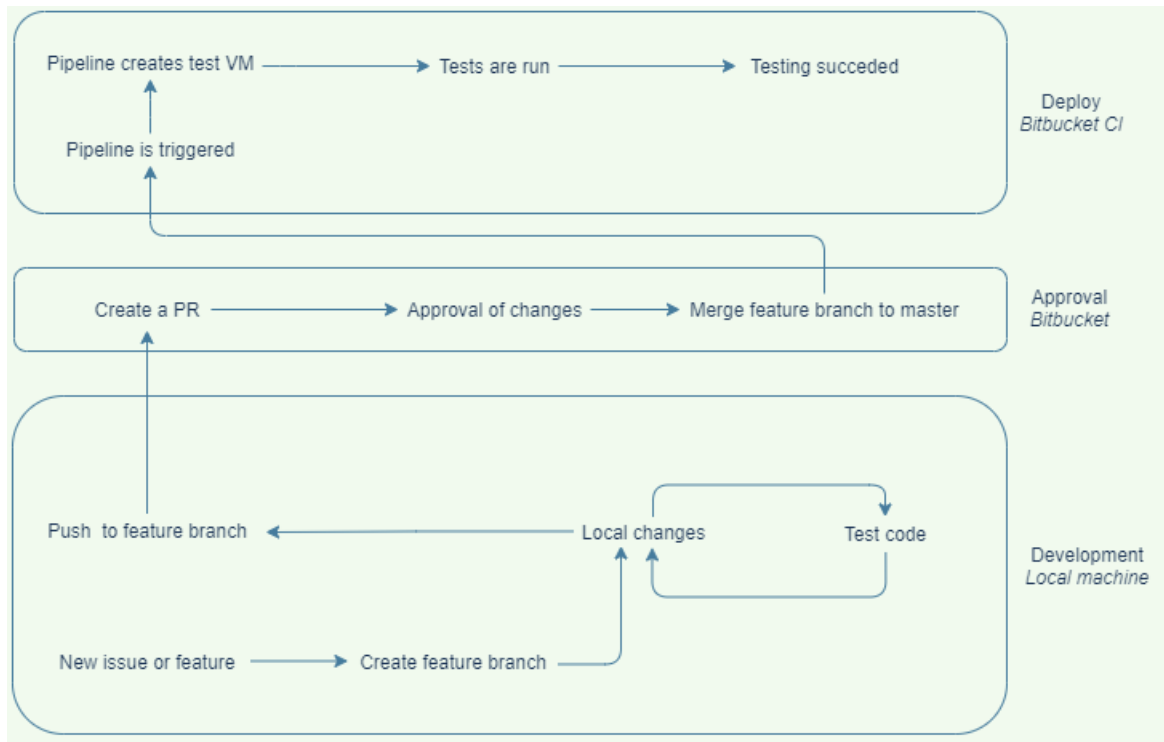 Pipeline creates test VM
Tests are run
Testing succeded
Deploy
Bitbucket CI
Pipeline is triggered
Create a PR
Approval of changes
Merge feature branch to master
Approval
Bitbucket
Push to feature branch
Local changes
Test code
Development
Local machine
New issue or feature
Create feature branch